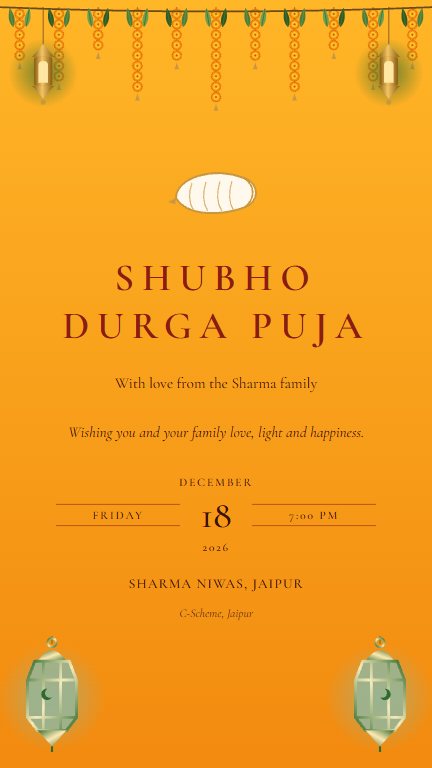 SHUBHO
DURGA PUJA
With love from the Sharma family
Wishing you and your family love, light and happiness.
DECEMBER
FRIDAY 18 7:00 PM
2026
SHARMA NIWAS, JAIPUR
C-Scheme, Jaipur